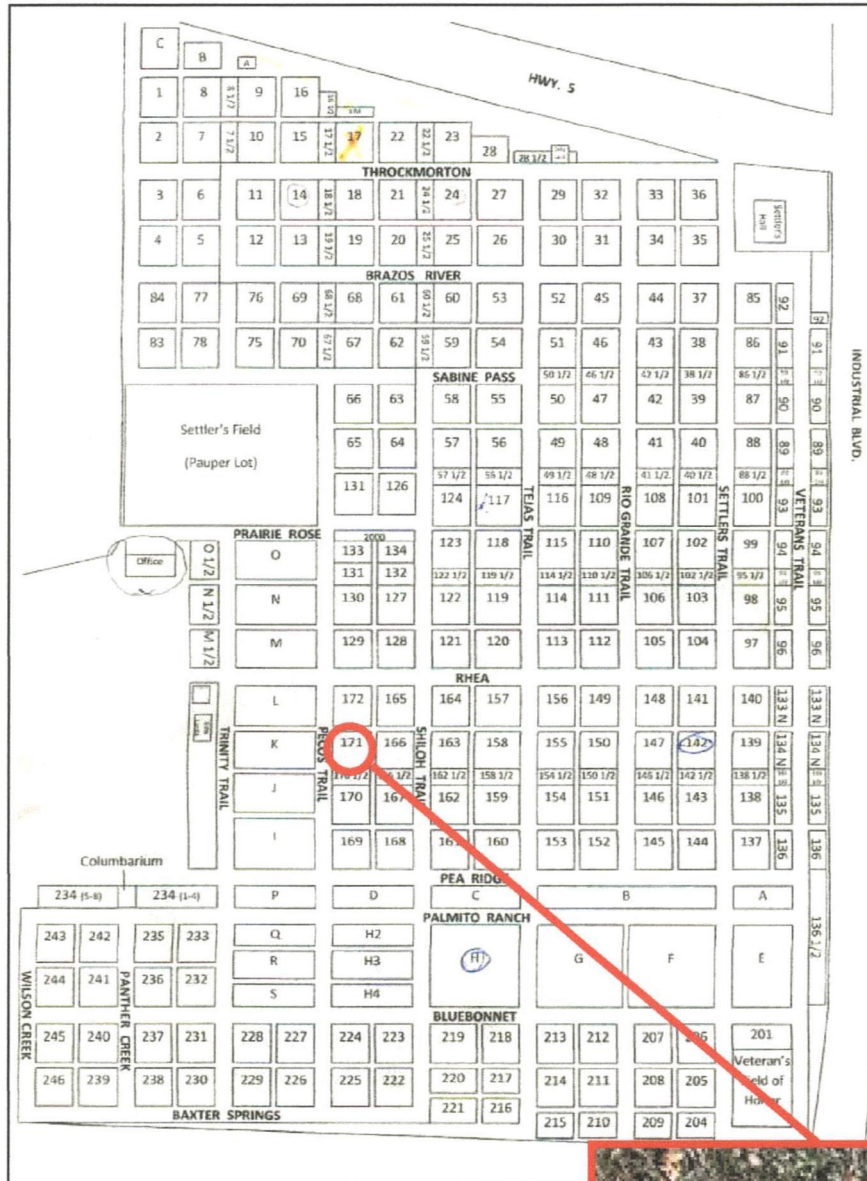 HWY. 5
INDUSTRIAL BLVD.
C B A
1 8 8 1/2 9 16
2 7 7 1/2 10 15 17 1/2 17 22 22 1/2 23 28 28 1/2
THROCKMORTON
3 6 11 14 18 1/2 18 21 24 1/2 24 27 29 32 33 36
Settler's Hall
4 5 12 13 19 1/2 19 20 25 1/2 25 26 30 31 34 35
BRAZOS RIVER
84 77 76 69 68 1/2 68 61 60 1/2 60 53 52 45 44 37 85 92
92
83 78 75 70 67 1/2 67 62 59 1/2 59 54 51 46 43 38 86 91 91
SABINE PASS 50 1/2 46 1/2 42 1/2 38 1/2 86 1/2
66 63 58 55 50 47 42 39 87 90 90
Settler's Field
(Pauper Lot)
65 64 57 56 49 48 41 40 88 89 89
57 1/2 56 1/2 49 1/2 48 1/2 41 1/2 40 1/2 88 1/2
131 126 124 117 116 109 108 101 100 93 93
TEJAS TRAIL
RIO GRANDE TRAIL
SETTLERS TRAIL
VETERANS TRAIL
PRAIRIE ROSE 2000
Office O 1/2 O 133 134 123 118 115 110 107 102 99 94 94
131 132 122 1/2 119 1/2 114 1/2 110 1/2 106 1/2 102 1/2 95 1/2
N 1/2 N 130 127 122 119 114 111 106 103 98 95 95
M 1/2 M 129 128 121 120 113 112 105 104 97 96 96
RHEA
L 172 165 164 157 156 149 148 141 140 133 N 133 N
TRINITY TRAIL
PECOS TRAIL
SHILOH TRAIL
K 171 166 163 158 155 150 147 142 139 134 N 134 N
162 1/2 158 1/2 154 1/2 150 1/2 146 1/2 142 1/2 138 1/2
J 170 167 162 159 154 151 146 143 138 135 135
I 169 168 161 160 153 152 145 144 137 136 136
Columbarium
PEA RIDGE
234 (5-8) 234 (1-4) P D C B A
136 1/2
PALMITO RANCH
243 242 235 233 Q H2 G F E
244 241 236 232 R H3
S H4
WILSON CREEK
PANTHER CREEK
BLUEBONNET
245 240 237 231 228 227 224 223 219 218 213 212 207 206 201
Veteran's
Field of
Honor
246 239 238 230 229 226 225 222 220 217 214 211 208 205
221 216 215 210 209 204
BAXTER SPRINGS